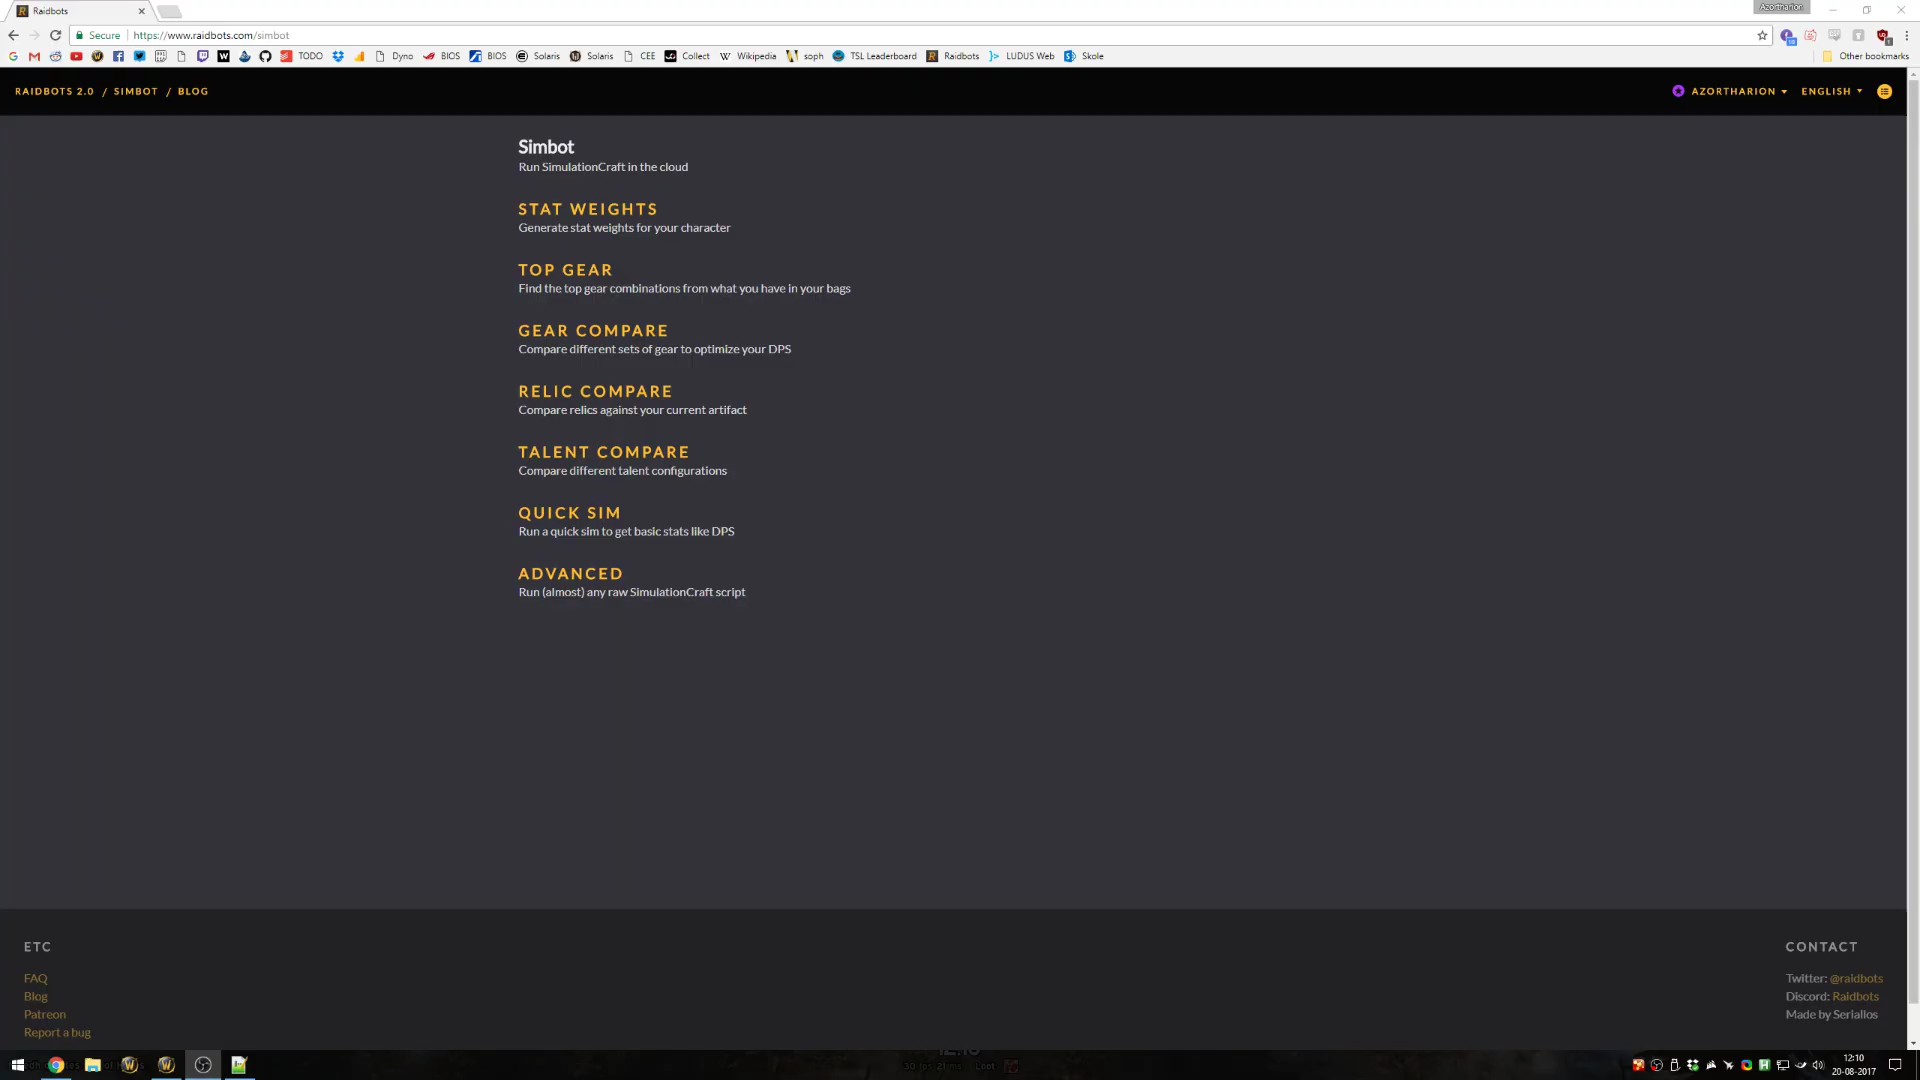 Raidbots
Azortharion
Secure | https://www.raidbots.com/simbot
TODO Dyno BIOS BIOS Solaris Solaris CEE Collect Wikipedia soph TSL Leaderboard Raidbots LUDUS Web Skole Other bookmarks
RAIDBOTS 2.0 / SIMBOT / BLOG
AZORTHARION ENGLISH
Simbot
Run SimulationCraft in the cloud
STAT WEIGHTS
Generate stat weights for your character
TOP GEAR
Find the top gear combinations from what you have in your bags
GEAR COMPARE
Compare different sets of gear to optimize your DPS
RELIC COMPARE
Compare relics against your current artifact
TALENT COMPARE
Compare different talent configurations
QUICK SIM
Run a quick sim to get basic stats like DPS
ADVANCED
Run (almost) any raw SimulationCraft script
ETC
FAQ
Blog
Patreon
Report a bug
CONTACT
Twitter: @raidbots
Discord: Raidbots
Made by Seriallos
12:10
20-08-2017